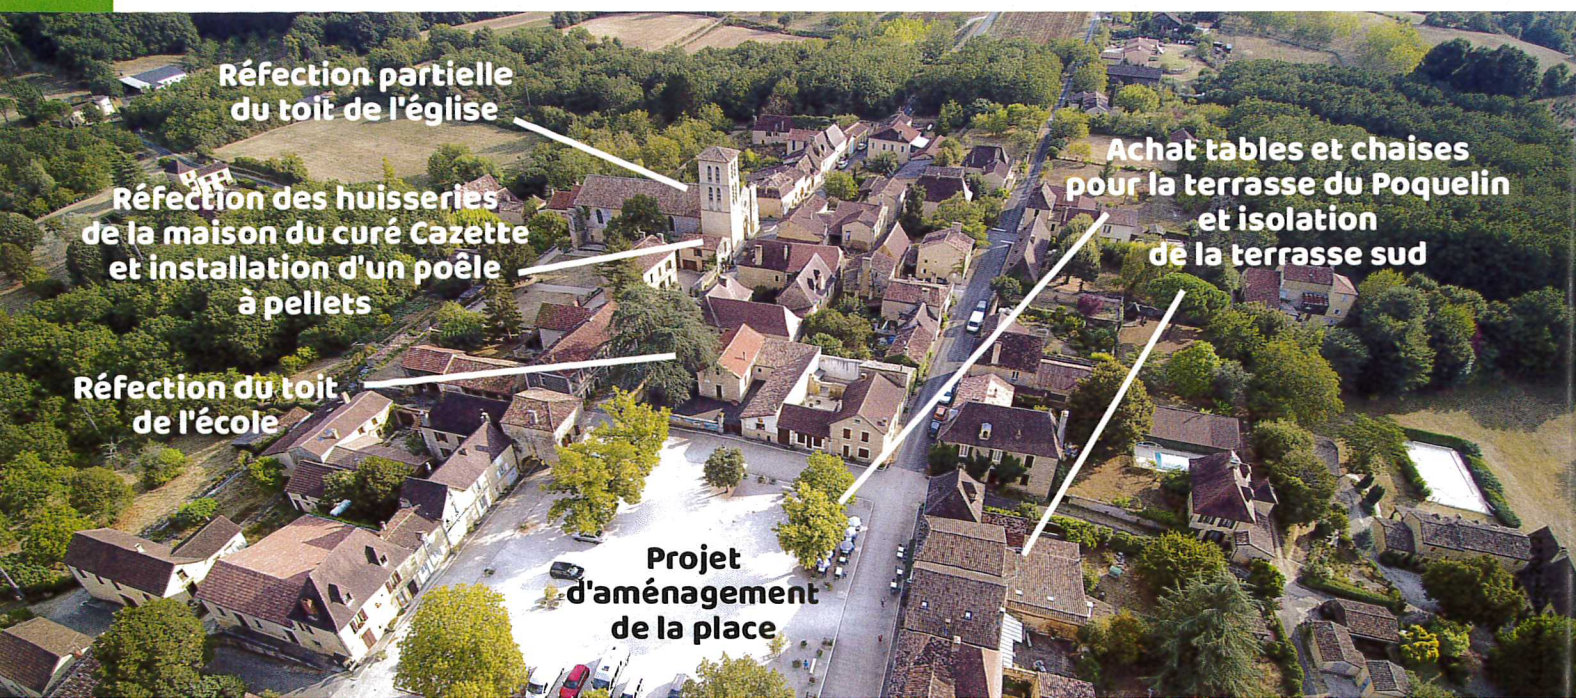 Réfection partielle
du toit de l'église
Réfection des huisseries
de la maison du curé Cazette
et installation d'un poêle
à pellets
Réfection du toit
de l'école
Achat tables et chaises
pour la terrasse du Poquelin
et isolation
de la terrasse sud
Projet
d'aménagement
de la place